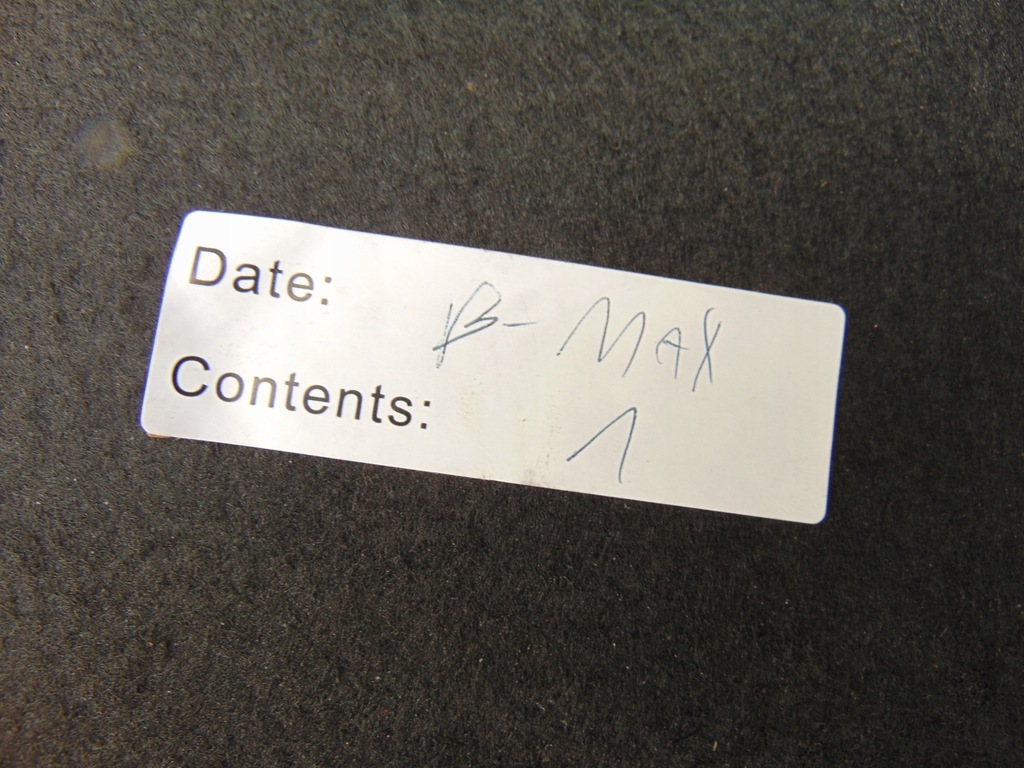 Date: B-MAX
Contents: 1